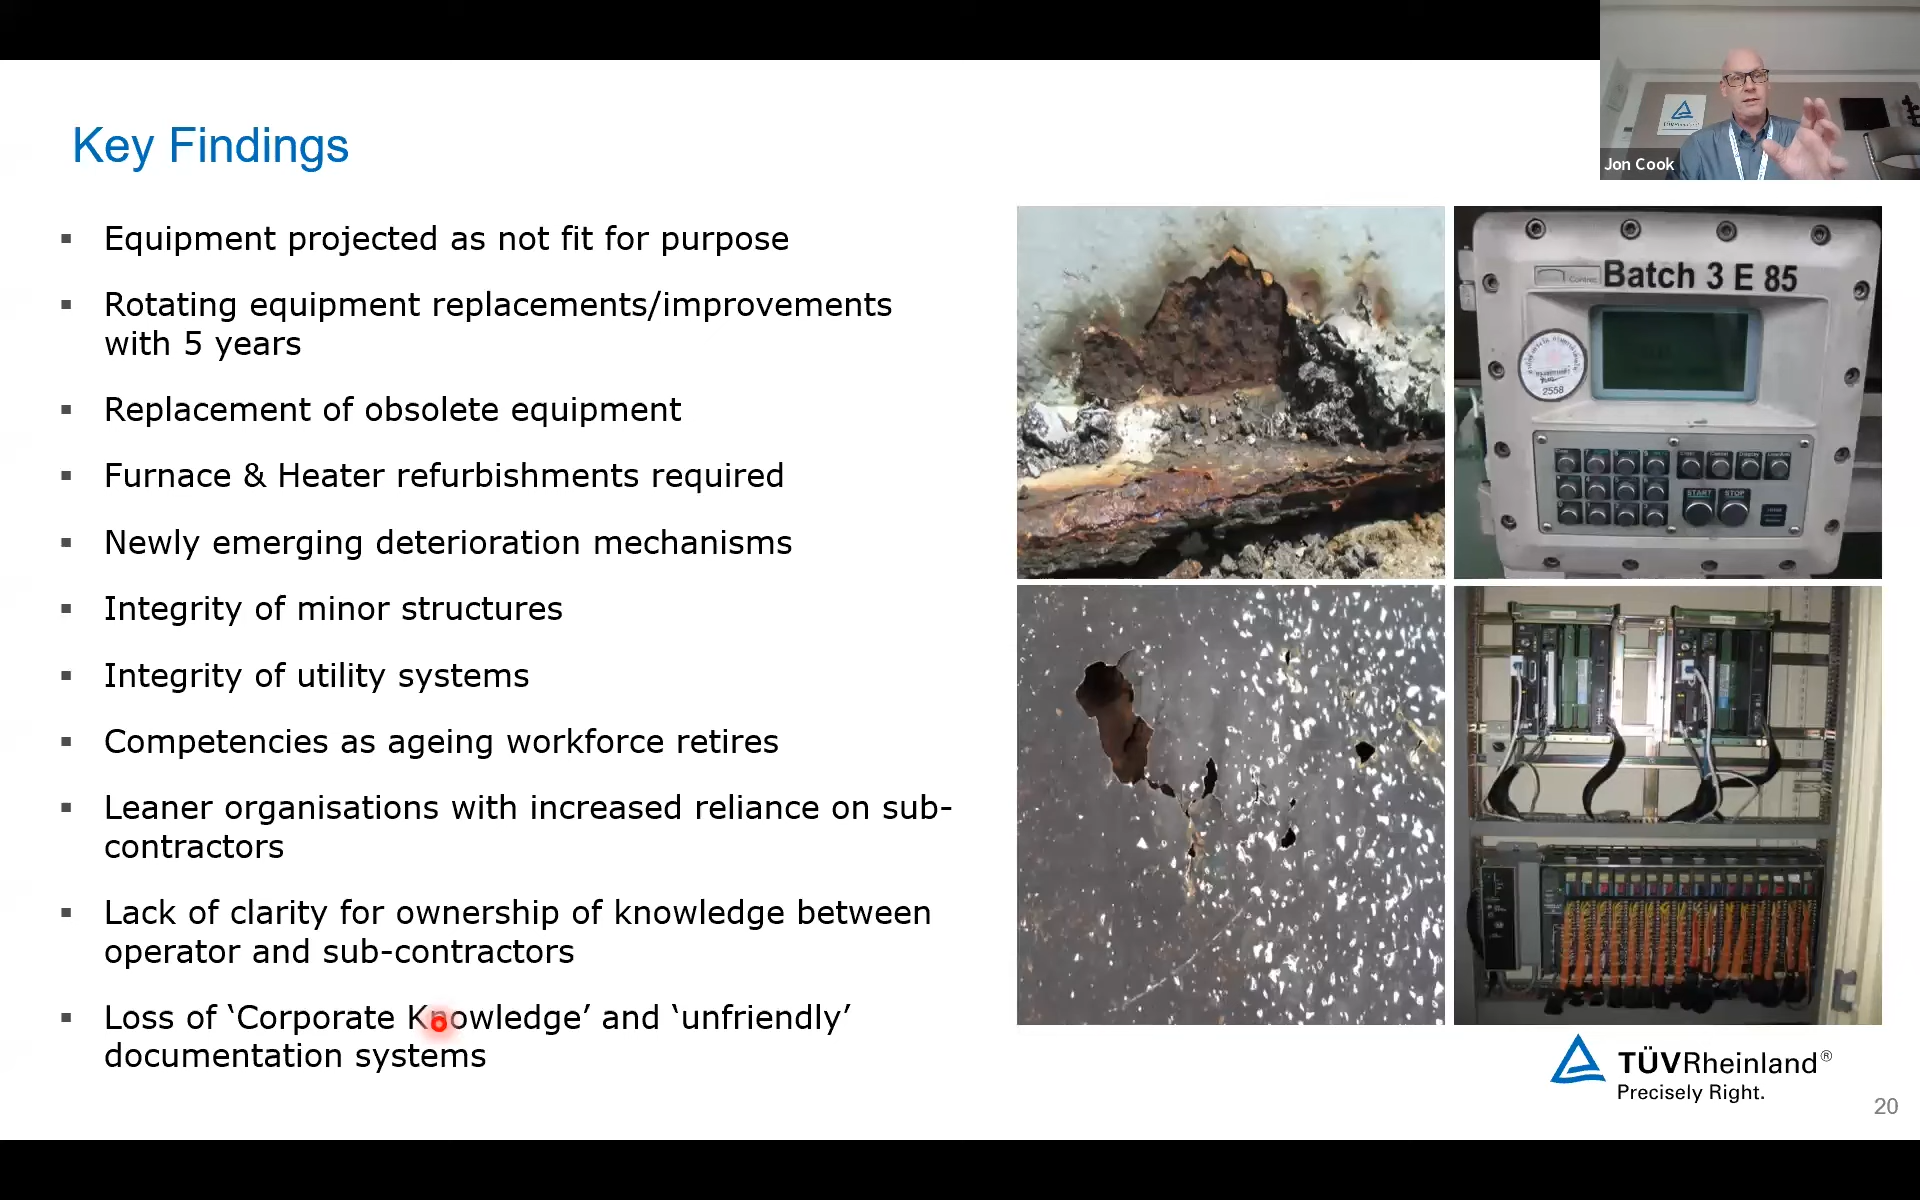 Jon Cook
Key Findings
▪ Equipment projected as not fit for purpose
▪ Rotating equipment replacements/improvements
with 5 years
▪ Replacement of obsolete equipment
▪ Furnace & Heater refurbishments required
▪ Newly emerging deterioration mechanisms
▪ Integrity of minor structures
▪ Integrity of utility systems
▪ Competencies as ageing workforce retires
▪ Leaner organisations with increased reliance on sub-
contractors
▪ Lack of clarity for ownership of knowledge between
operator and sub-contractors
▪ Loss of ‘Corporate Knowledge’ and ‘unfriendly’
documentation systems
Batch 3 E 85
2558
START STOP
TÜVRheinland®
Precisely Right.
20